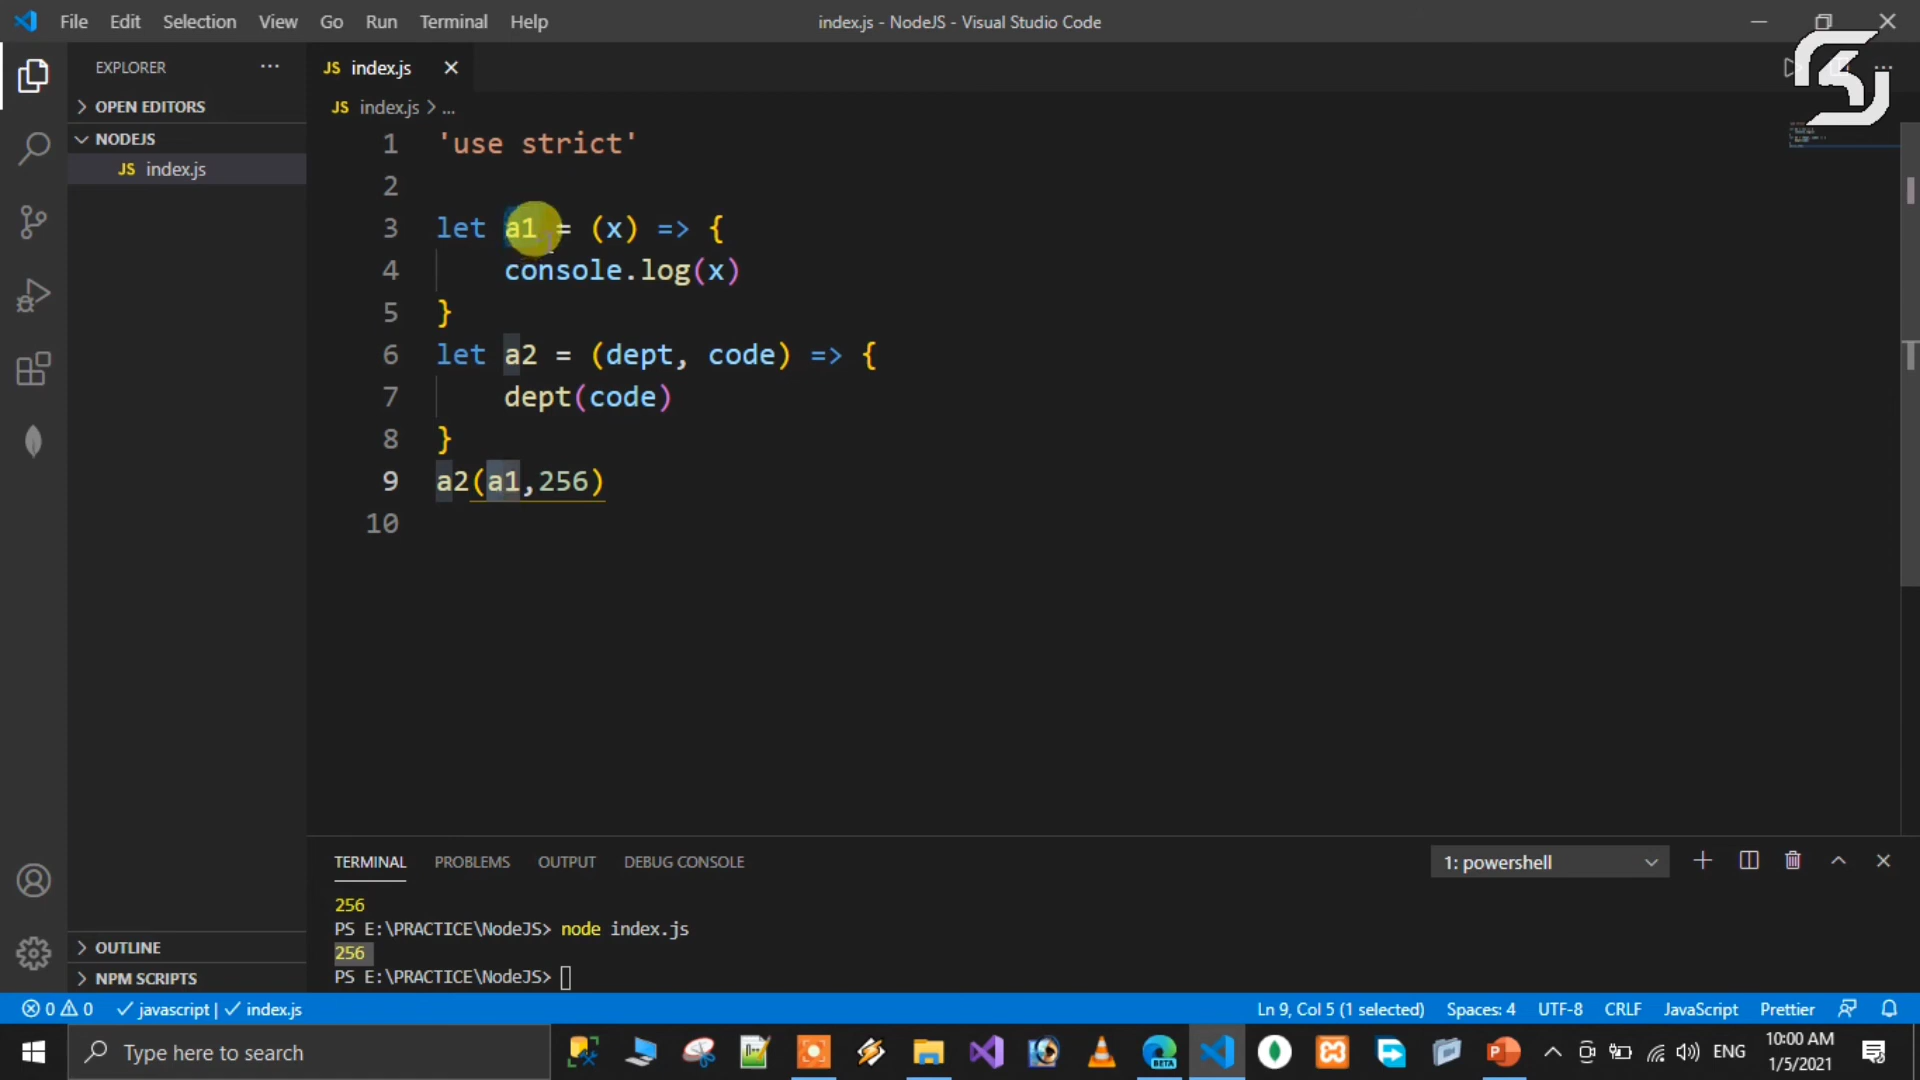 File Edit Selection View Go Run Terminal Help
index.js - NodeJS - Visual Studio Code
EXPLORER
OPEN EDITORS
NODEJS
JS index.js
OUTLINE
NPM SCRIPTS
JS index.js
JS index.js > ...
1 'use strict'
2
3 let a1 = (x) => {
4 console.log(x)
5 }
6 let a2 = (dept, code) => {
7 dept(code)
8 }
9 a2(a1,256)
10
TERMINAL PROBLEMS OUTPUT DEBUG CONSOLE
1: powershell
256
PS E:\PRACTICE\NodeJS> node index.js
256
PS E:\PRACTICE\NodeJS>
0 0 javascript | index.js
Ln 9, Col 5 (1 selected) Spaces: 4 UTF-8 CRLF JavaScript Prettier
Type here to search
BETA
ENG
10:00 AM
1/5/2021